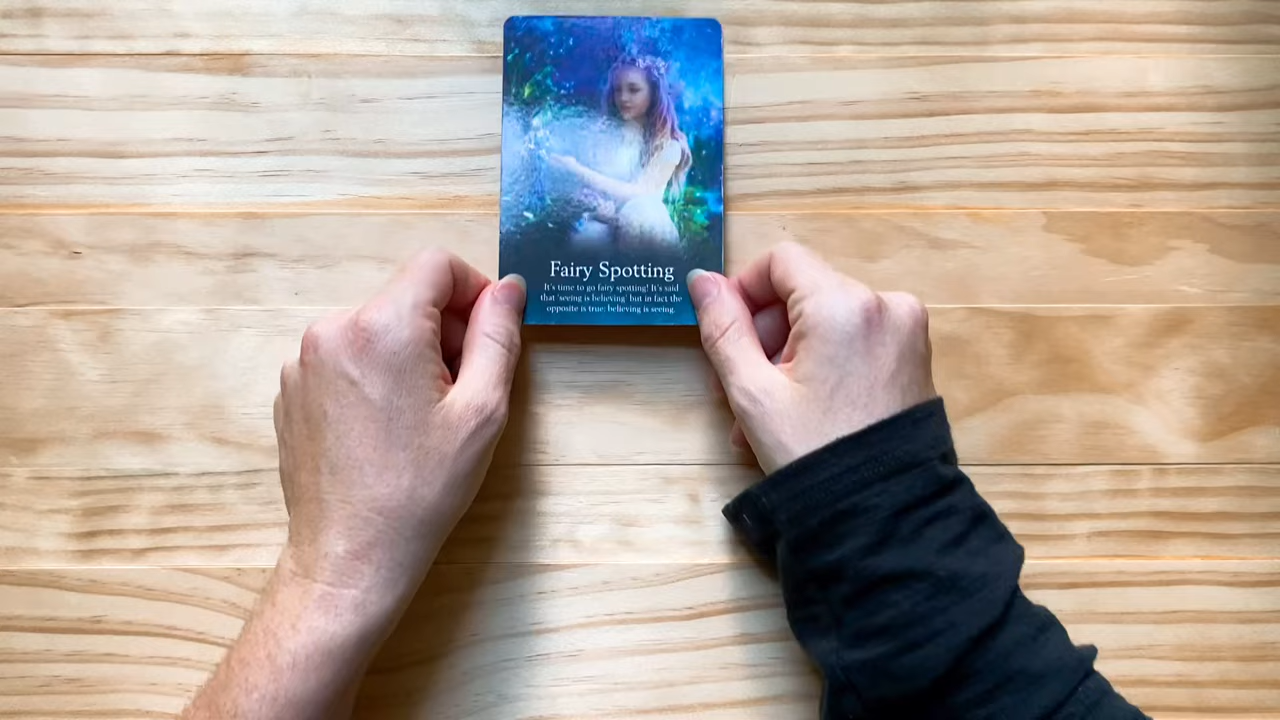 Fairy Spotting
It's time to go fairy spotting! It's said
that 'seeing is believing' but in fact the
opposite is true: believing is seeing.